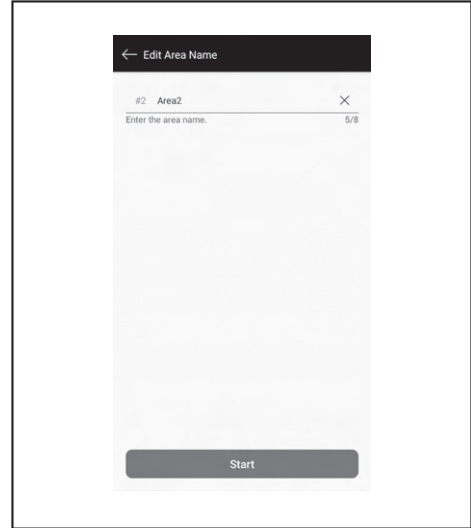 ← Edit Area Name
#2 Area2 ×
Enter the area name. 5/8
Start